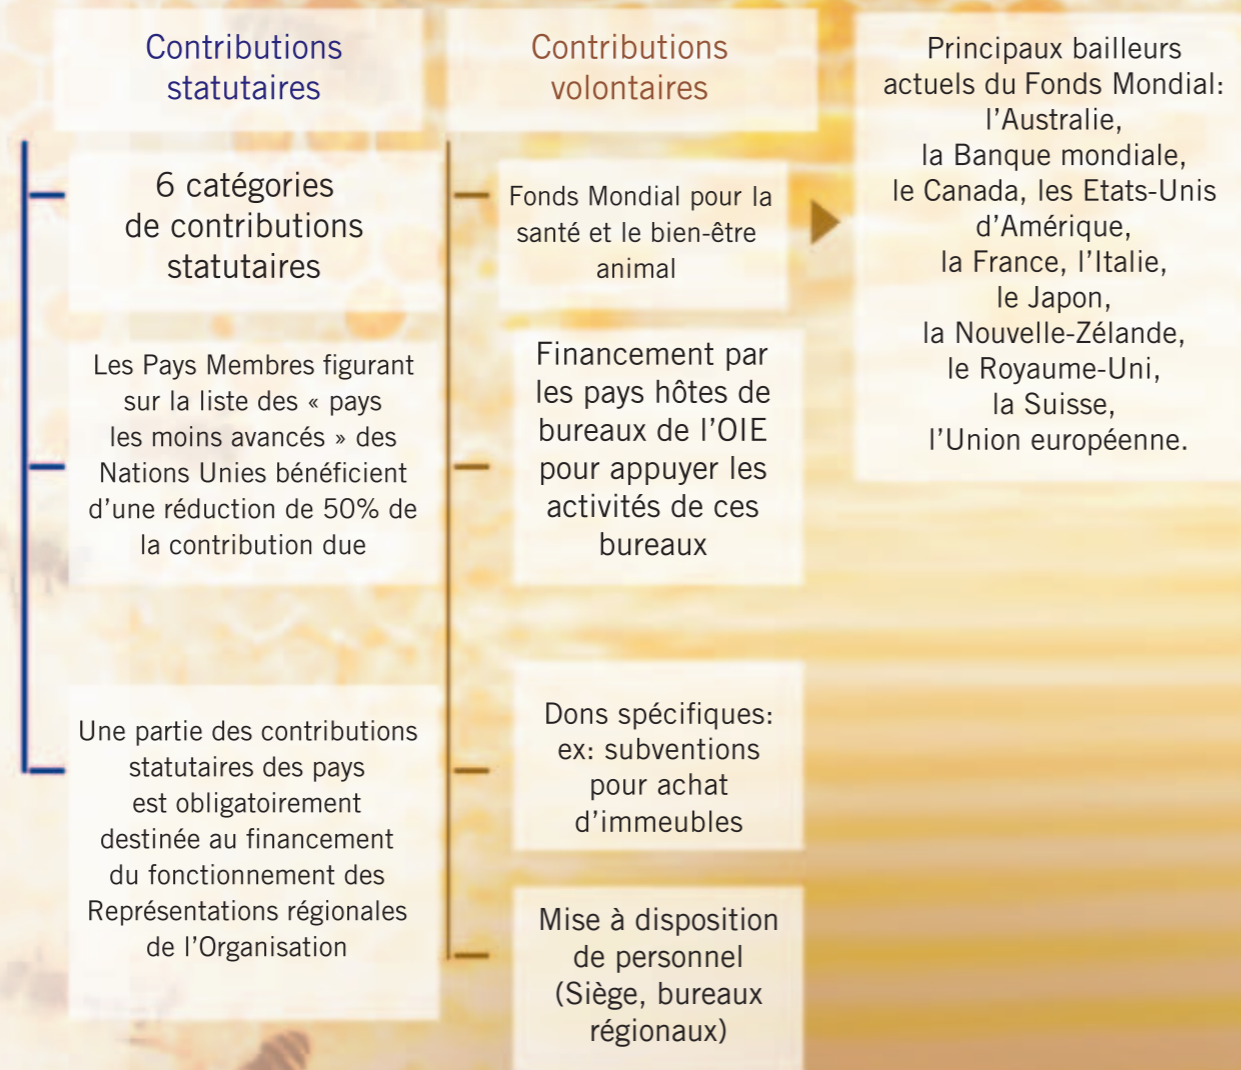 Contributions
statutaires
6 catégories
de contributions
statutaires
Les Pays Membres figurant
sur la liste des « pays
les moins avancés » des
Nations Unies bénéficient
d’une réduction de 50% de
la contribution due
Une partie des contributions
statutaires des pays
est obligatoirement
destinée au financement
du fonctionnement des
Représentations régionales
de l’Organisation
Contributions
volontaires
Fonds Mondial pour la
santé et le bien-être
animal
Financement par
les pays hôtes de
bureaux de l’OIE
pour appuyer les
activités de ces
bureaux
Dons spécifiques:
ex: subventions
pour achat
d’immeubles
Mise à disposition
de personnel
(Siège, bureaux
régionaux)
Principaux bailleurs
actuels du Fonds Mondial:
l’Australie,
la Banque mondiale,
le Canada, les Etats-Unis
d’Amérique,
la France, l’Italie,
le Japon,
la Nouvelle-Zélande,
le Royaume-Uni,
la Suisse,
l’Union européenne.